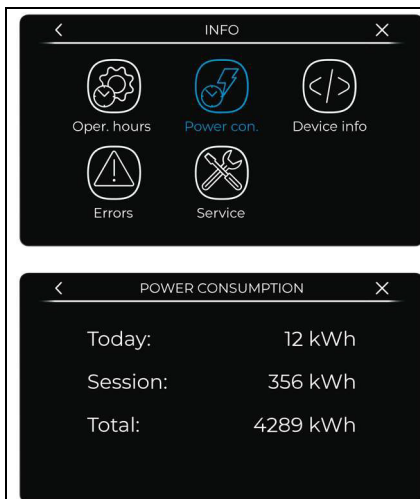 INFO
Oper. hours Power con. Device info
Errors Service
POWER CONSUMPTION
Today: 12 kWh
Session: 356 kWh
Total: 4289 kWh